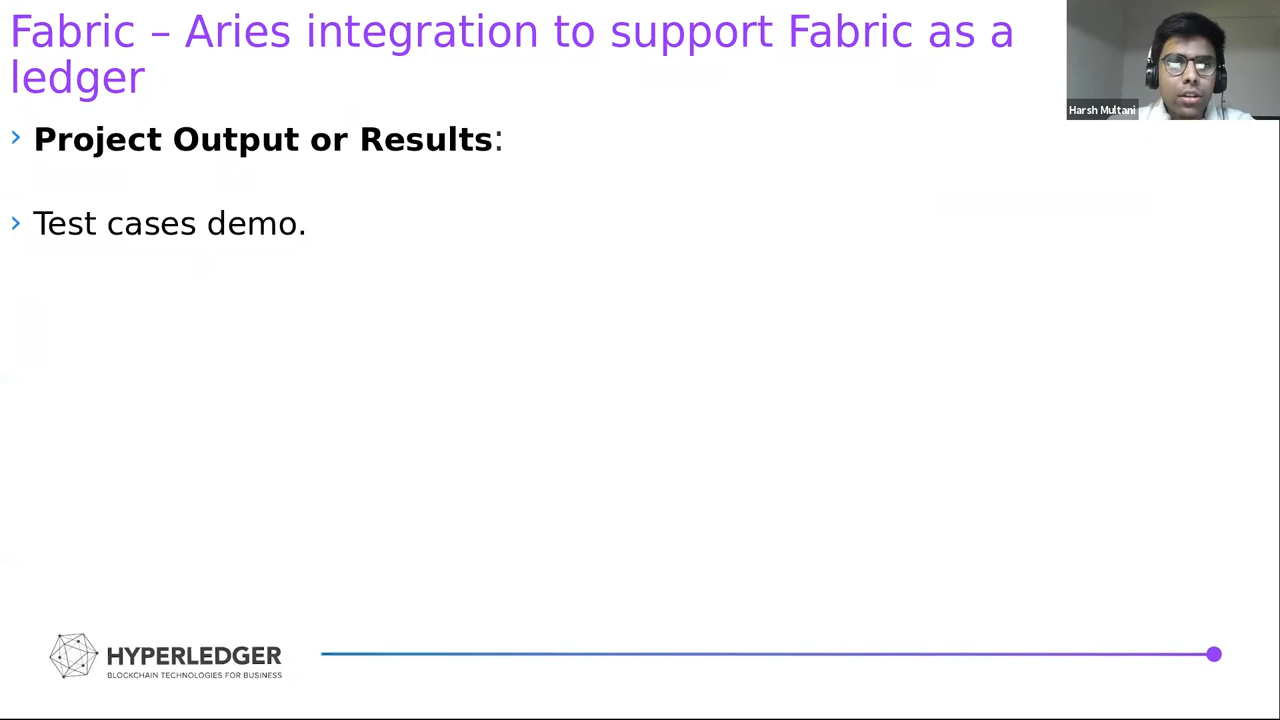 Fabric – Aries integration to support Fabric as a
ledger
Harsh Multani
› Project Output or Results:
› Test cases demo.
HYPERLEDGER
BLOCKCHAIN TECHNOLOGIES FOR BUSINESS